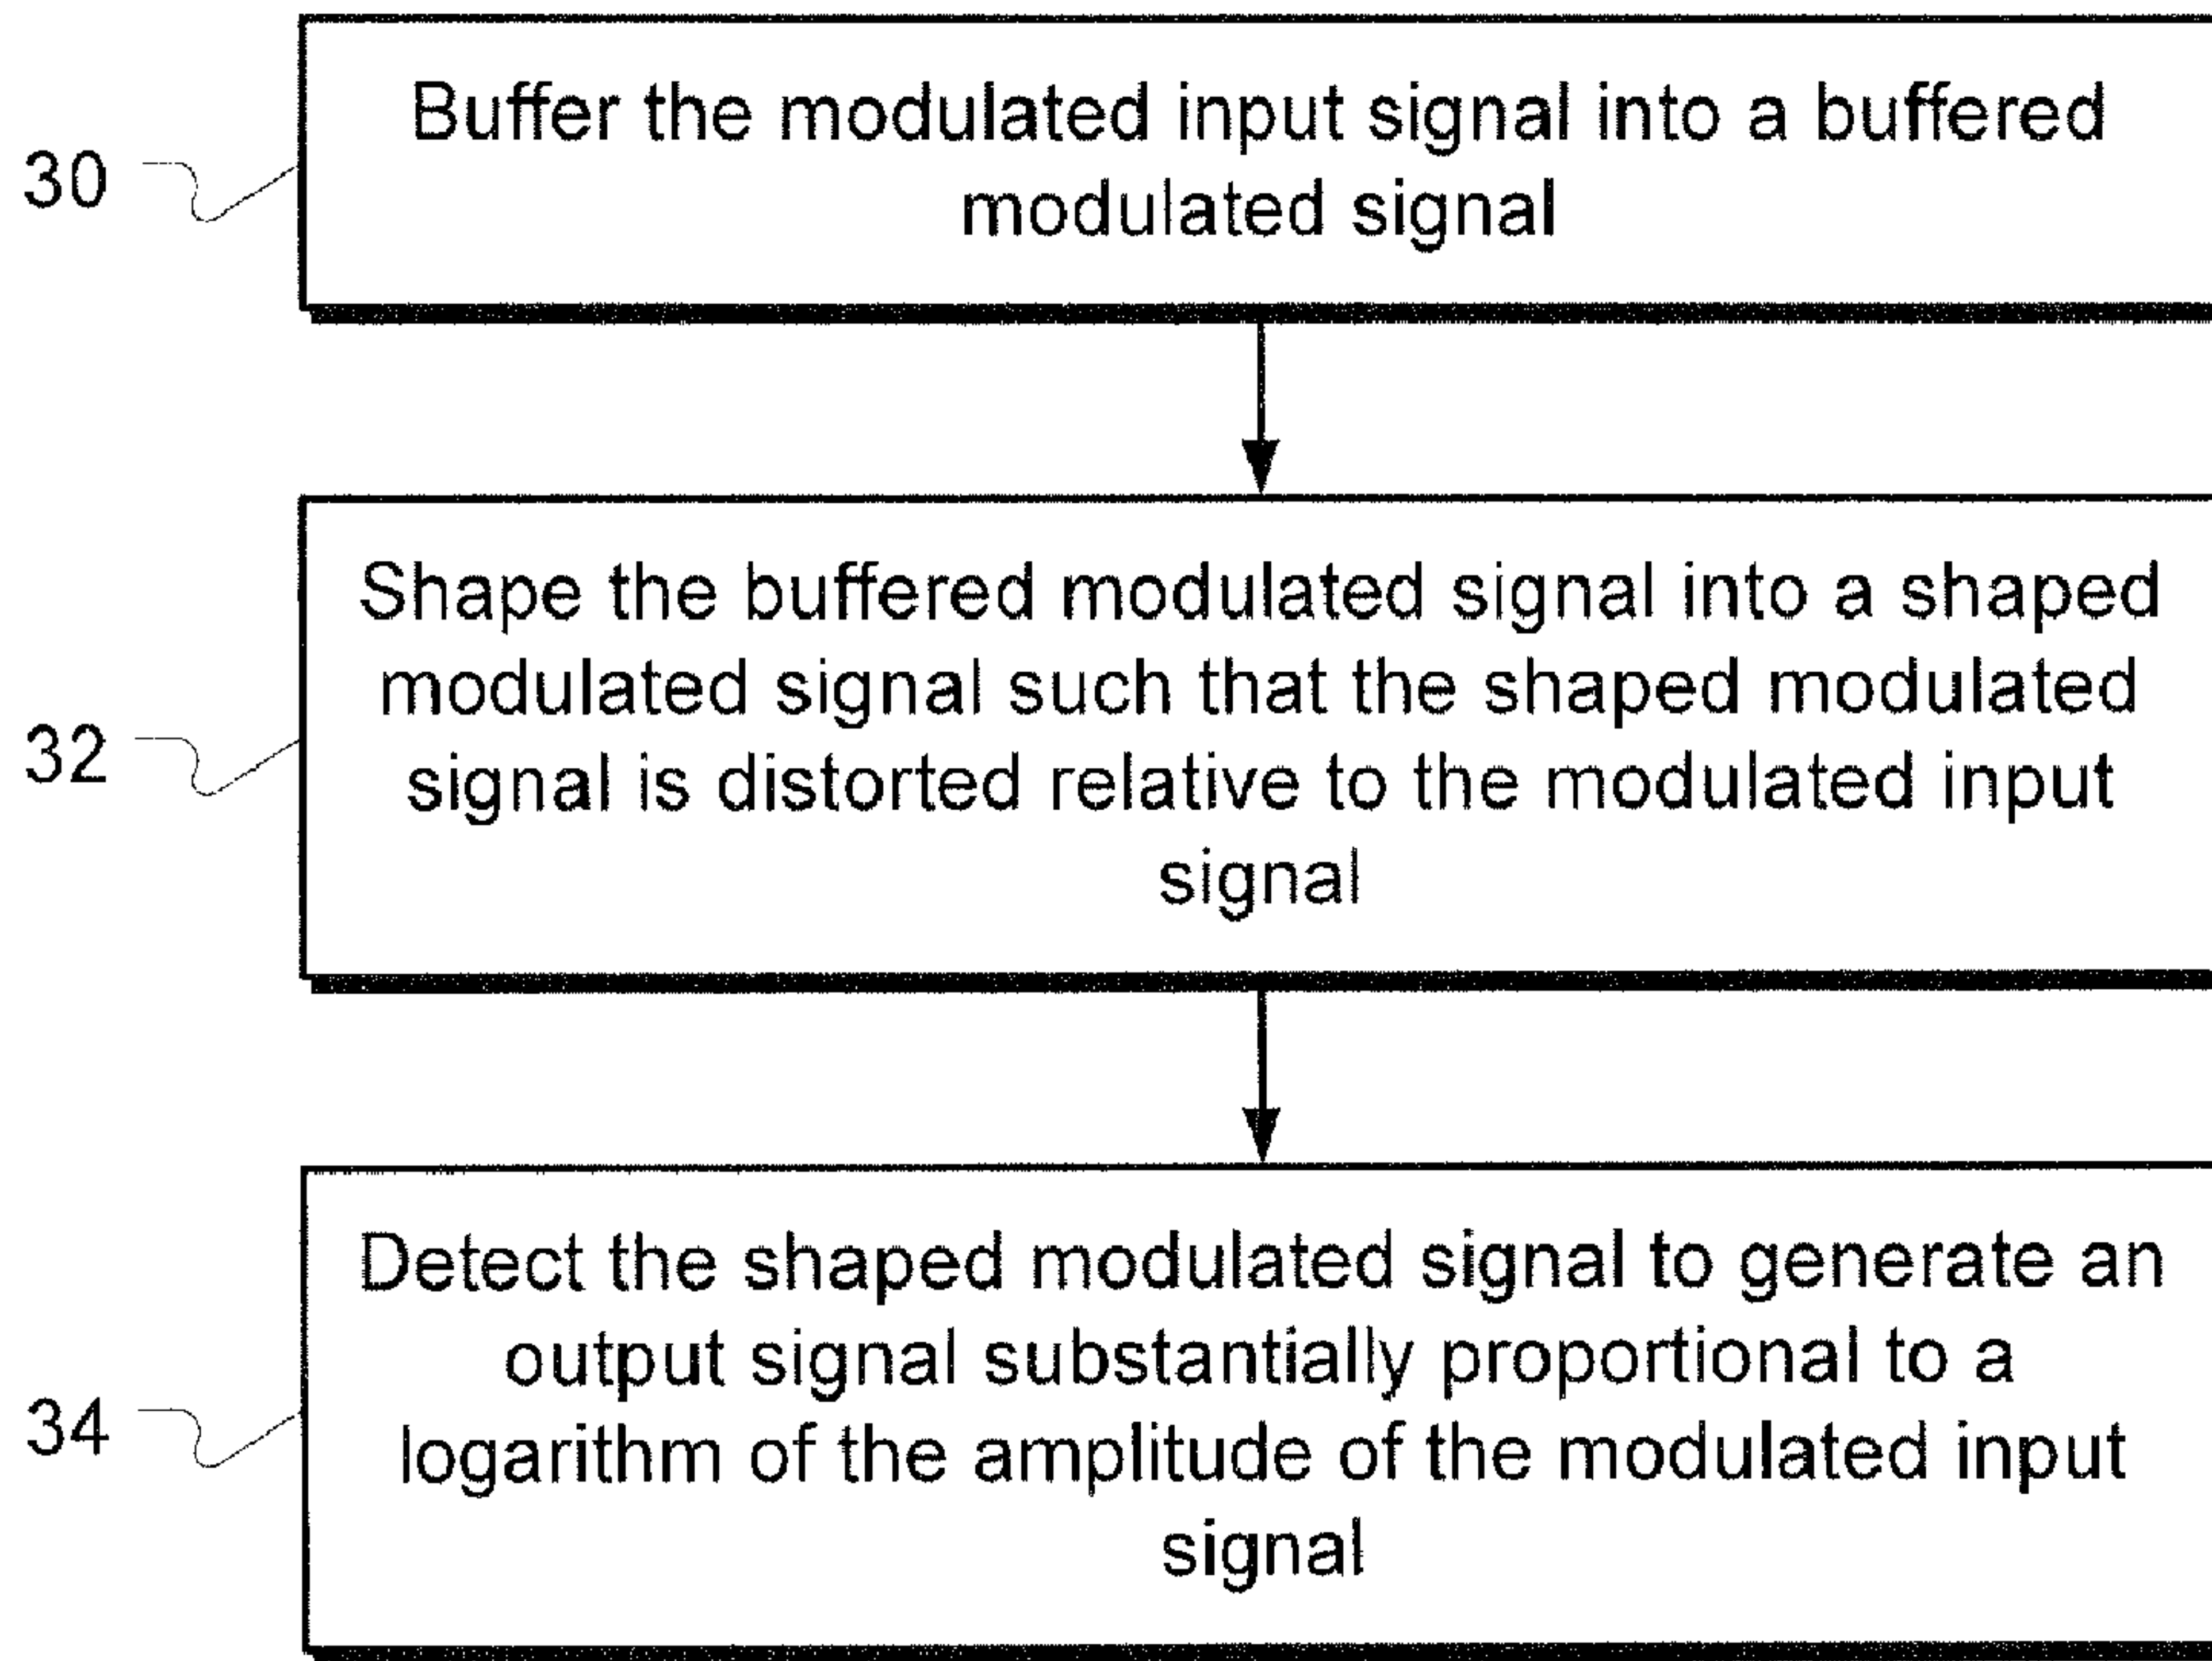 30
Buffer the modulated input signal into a buffered
modulated signal
32
Shape the buffered modulated signal into a shaped
modulated signal such that the shaped modulated
signal is distorted relative to the modulated input
signal
34
Detect the shaped modulated signal to generate an
output signal substantially proportional to a
logarithm of the amplitude of the modulated input
signal